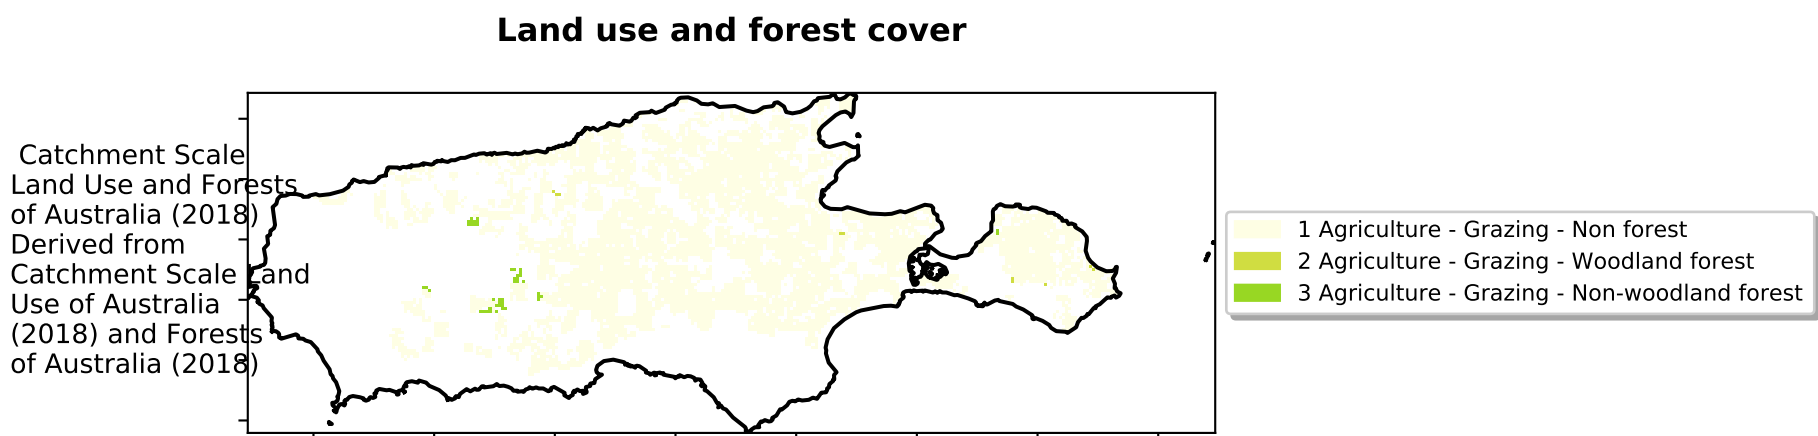 Land use and forest cover
Catchment Scale
Land Use and Forests
of Australia (2018)
Derived from
Catchment Scale Land
Use of Australia
(2018) and Forests
of Australia (2018)
1 Agriculture - Grazing - Non forest
2 Agriculture - Grazing - Woodland forest
3 Agriculture - Grazing - Non-woodland forest